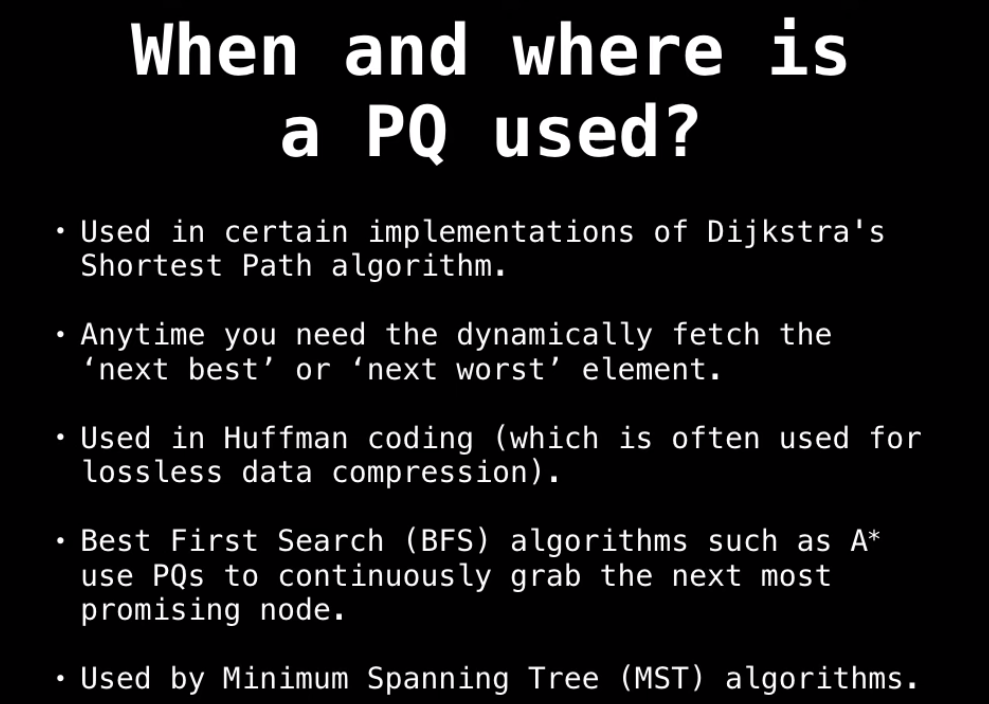 When and where is
a PQ used?
• Used in certain implementations of Dijkstra's
Shortest Path algorithm.
• Anytime you need the dynamically fetch the
‘next best’ or ‘next worst’ element.
• Used in Huffman coding (which is often used for
lossless data compression).
• Best First Search (BFS) algorithms such as A*
use PQs to continuously grab the next most
promising node.
• Used by Minimum Spanning Tree (MST) algorithms.